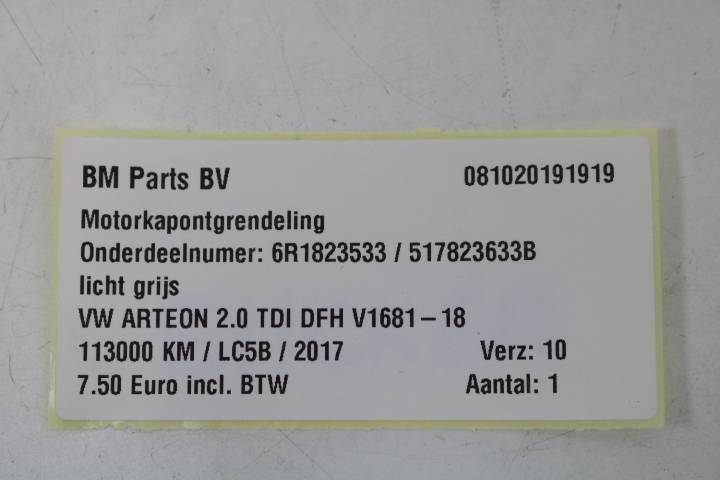 BM Parts BV 081020191919
Motorkapontgrendeling
Onderdeelnumer: 6R1823533 / 517823633B
licht grijs
VW ARTEON 2.0 TDI DFH V1681-18
113000 KM / LC5B / 2017 Verz: 10
7.50 Euro incl. BTW Aantal: 1